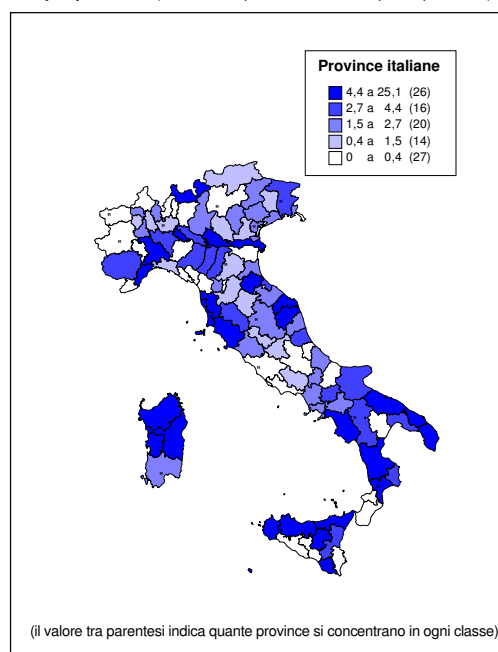 Province italiane
4,4 a 25,1 (26)
2,7 a 4,4 (16)
1,5 a 2,7 (20)
0,4 a 1,5 (14)
0 a 0,4 (27)
(il valore tra parentesi indica quante province si concentrano in ogni classe)